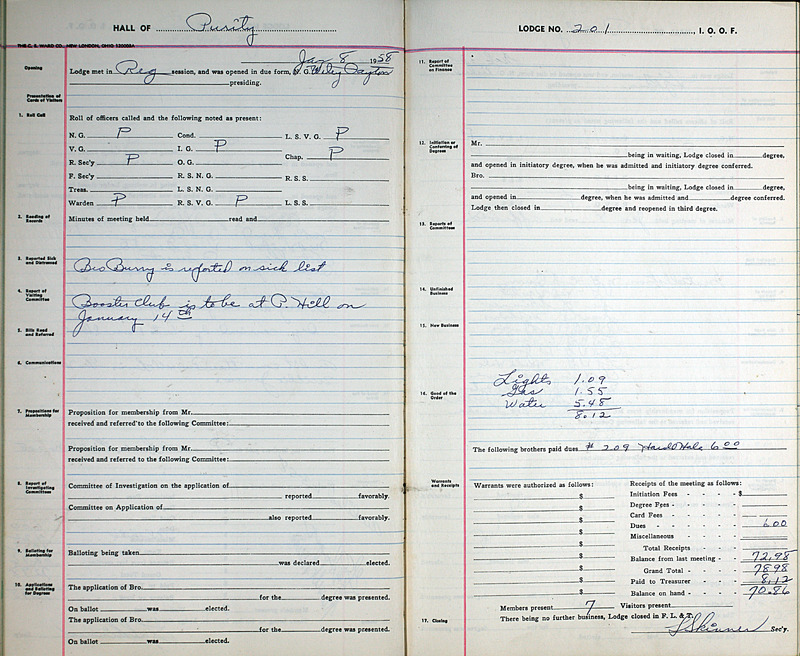 HALL OF Purity
THE C. E. WARD CO., NEW LONDON, OHIO
Jan 8 1958
Opening
Lodge met in Reg session, and was opened in due form, N. G. Wiley Dayton
presiding.
Presentation of
Cards of Visitors
1. Roll Call
Roll of officers called and the following noted as present:
N. G. P Cond. L. S. V. G. P
V. G. I. G. P Chap. P
R. Sec'y P O. G.
F. Sec'y R. S. N. G. R. S. S.
Treas. L. S. N. G.
Warden P R. S. V. G. P L. S. S.
2. Reading of
Records
Minutes of meeting held read and
3. Reported Sick
and Distressed
Bro Burry is reported on sick list
4. Report of
Visiting
Committee
Booster Club is to be at P. Hill on
January 14th
5. Bills Read
and Referred
6. Communications
7. Propositions for
Membership
Proposition for membership from Mr.
received and referred to the following Committee:
Proposition for membership from Mr.
received and referred to the following Committee:
8. Report of
Investigating
Committees
Committee of Investigation on the application of
reported favorably.
Committee on Application of
also reported favorably.
9. Balloting for
Membership
Balloting being taken
was declared elected.
10. Applications
and Balloting
for Degrees
The application of Bro.
for the degree was presented.
On ballot was elected.
The application of Bro.
for the degree was presented.
On ballot was elected.
LODGE NO. 201 I. O. O. F.
11. Report of
Committee
on Finance
12. Initiation or
Conferring of
Degrees
Mr.
being in waiting, Lodge closed in degree,
and opened in initiatory degree, when he was admitted and initiatory degree conferred.
Bro.
being in waiting, Lodge closed in degree,
and opened in degree, when he was admitted and degree conferred.
Lodge then closed in degree and reopened in third degree.
13. Reports of
Committees
14. Unfinished
Business
15. New Business
Lights 1.09
Gas 1.55
Water 5.48
8.12
16. Good of the
Order
The following brothers paid dues # 209 Harold Hale 6 00
Warrants
and Receipts
Warrants were authorized as follows:
$
$
$
$
$
$
$
$
$
Receipts of the meeting as follows:
Initiation Fees - - - - $
Degree Fees - - - -
Card Fees - - - -
Dues - - - - 6.00
Miscellaneous
Total Receipts
Balance from last meeting - - 72.98
Grand Total - - 78.98
Paid to Treasurer - - 8.12
Balance on hand - - 70.86
Members present 7 Visitors present
17. Closing
There being no further business, Lodge closed in F. L. & T.
Skinner Sec'y.